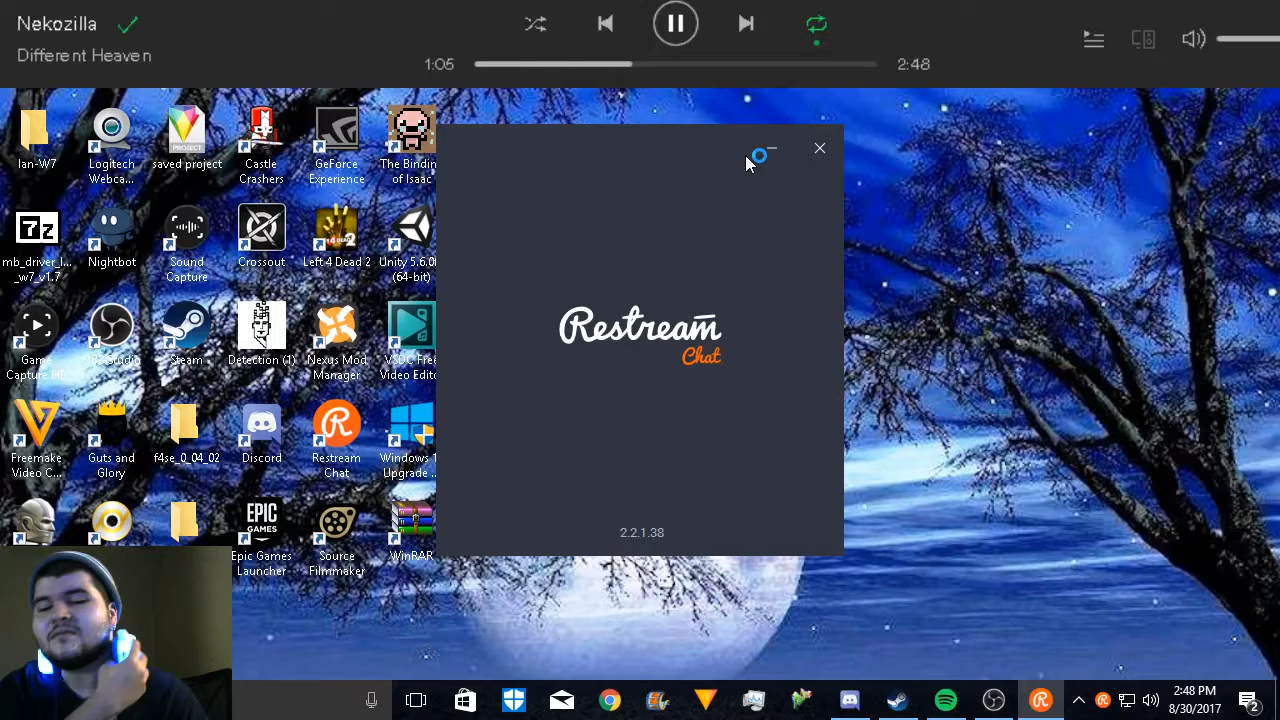 Nekozilla
Different Heaven
1:05
2:48
Ian-W7
Logitech
Webca...
saved project
PROJECT
Castle
Crashers
GeForce
Experience
The Bindin
of Isaac
7z
mb_driver_l...
_w7_v1.7
Nightbot
Sound
Capture
Crossout
Left 4 Dead 2
Unity 5.6.0
(64-bit)
Game
Capture HD
Steam
Detection (1)
Nexus Mod
Manager
VSDC Free
Video Edito
Freemake
Video C...
Guts and
Glory
f4se_0_04_02
Discord
R
Restream
Chat
Windows 1
Upgrade ...
EPIC
GAMES
Epic Games
Launcher
Source
Filmmaker
WinRAR
Restream
Chat
2.2.1.38
2:48 PM
8/30/2017
2